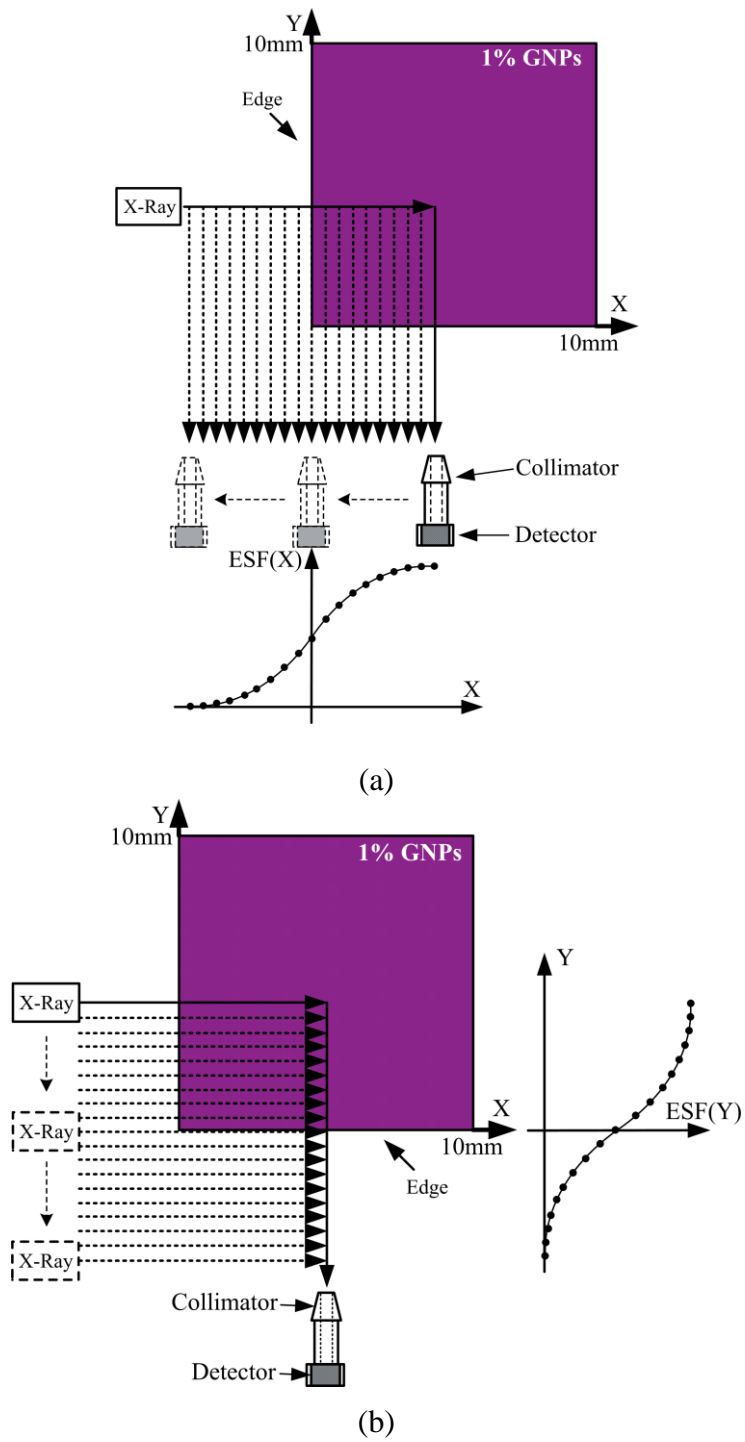 Y
10mm
1% GNPs
Edge
X-Ray
X
10mm
Collimator
Detector
ESF(X)
X
(a)
Y
10mm
1% GNPs
Y
X-Ray
X-Ray
X
ESF(Y)
10mm
Edge
X-Ray
Collimator
Detector
(b)